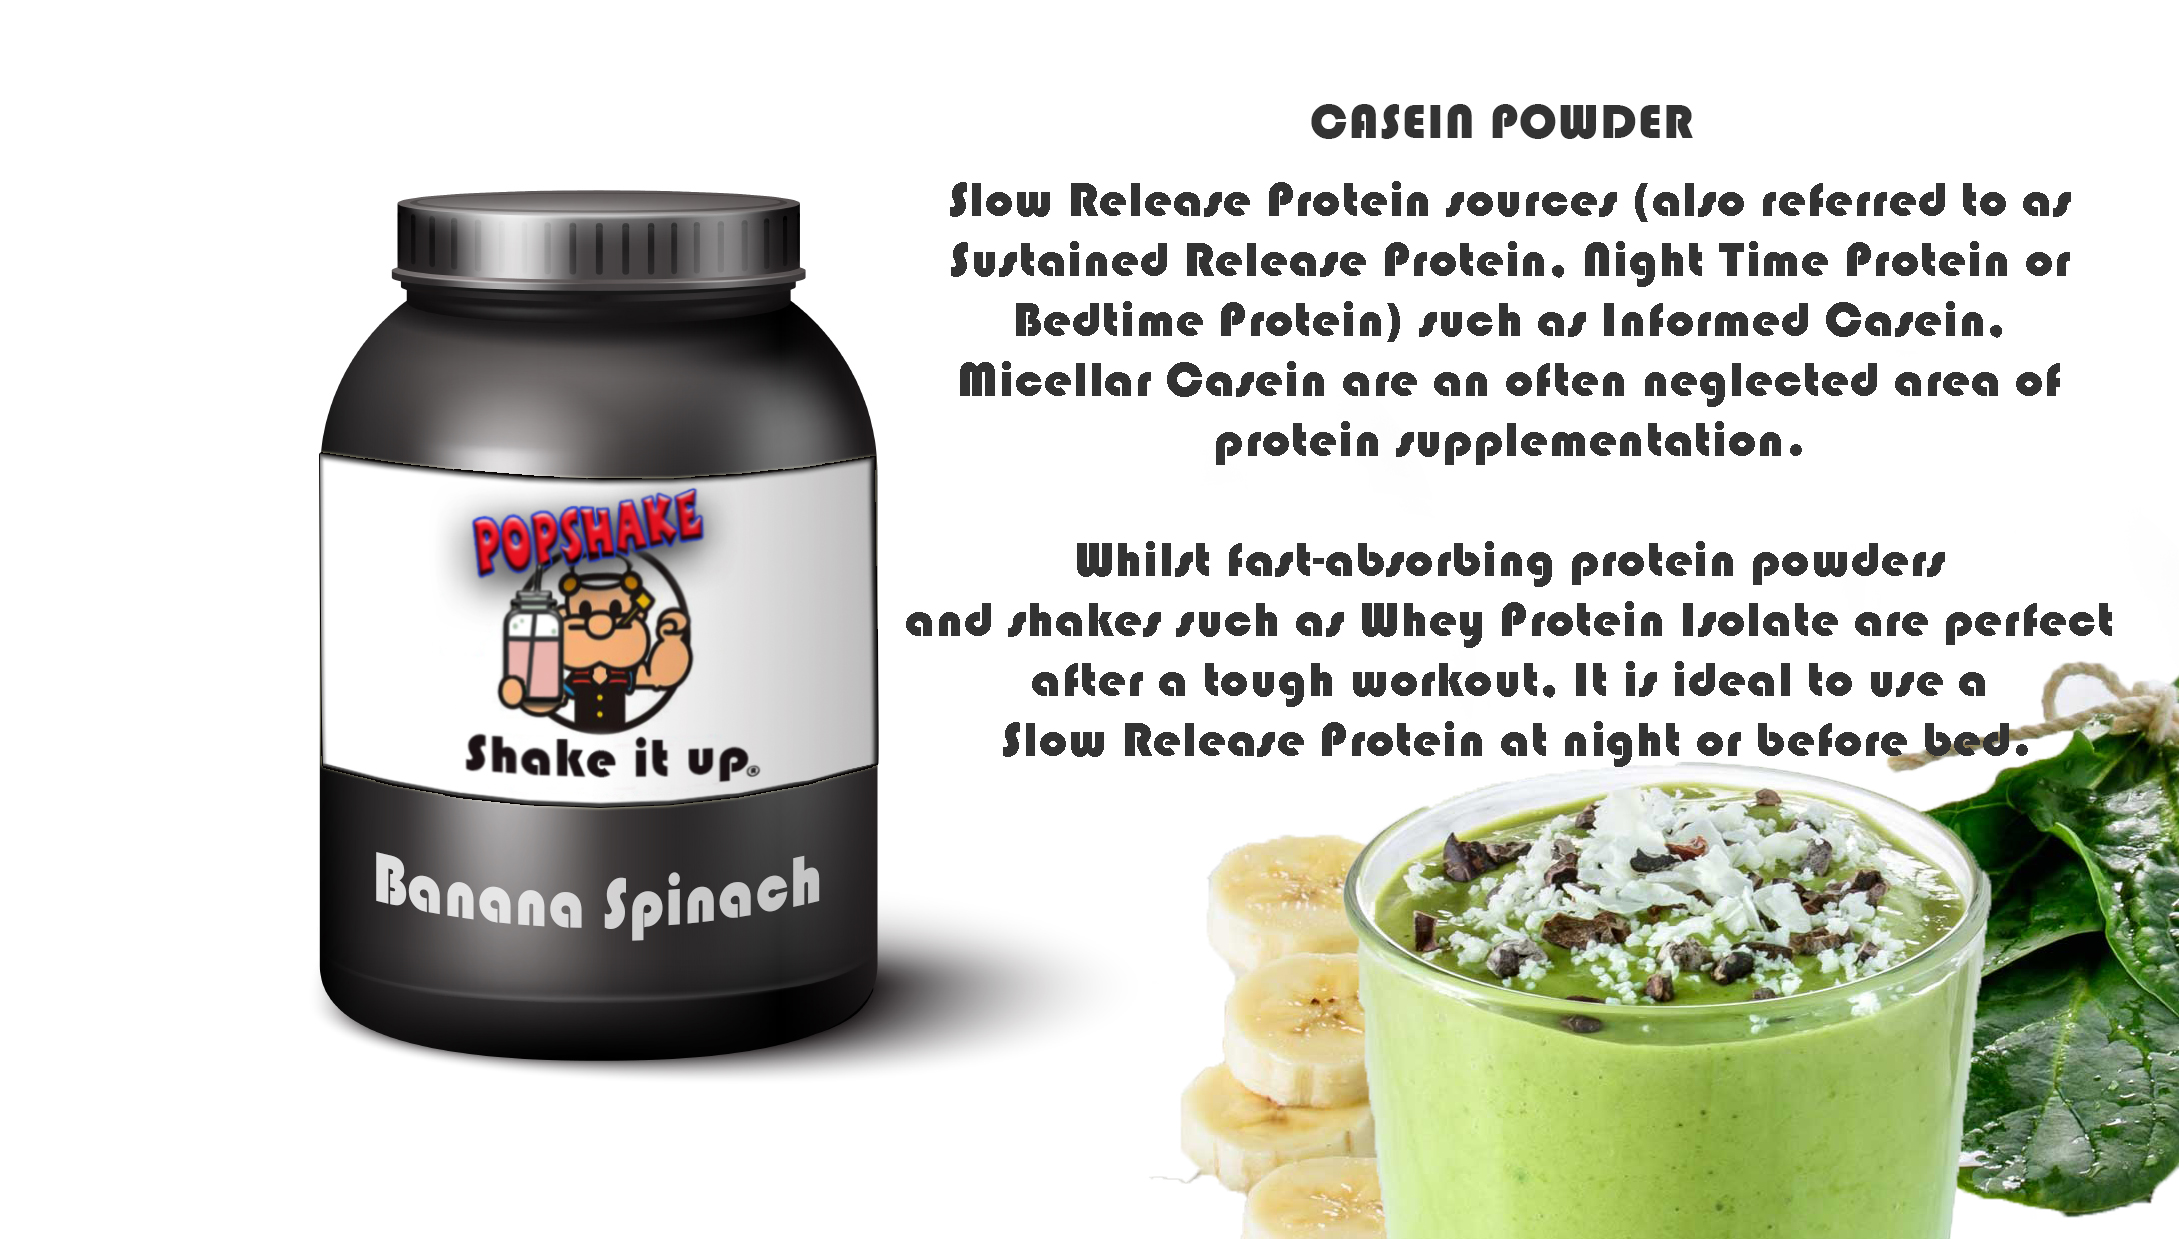 CASEIN POWDER
Slow Release Protein sources (also referred to as
Sustained Release Protein, Night Time Protein or
Bedtime Protein) such as Informed Casein,
Micellar Casein are an often neglected area of
protein supplementation.
Whilst fast-absorbing protein powders
and shakes such as Whey Protein Isolate are perfect
after a tough workout, It is ideal to use a
Slow Release Protein at night or before bed.
POPSHAKE
Shake it up®
Banana Spinach